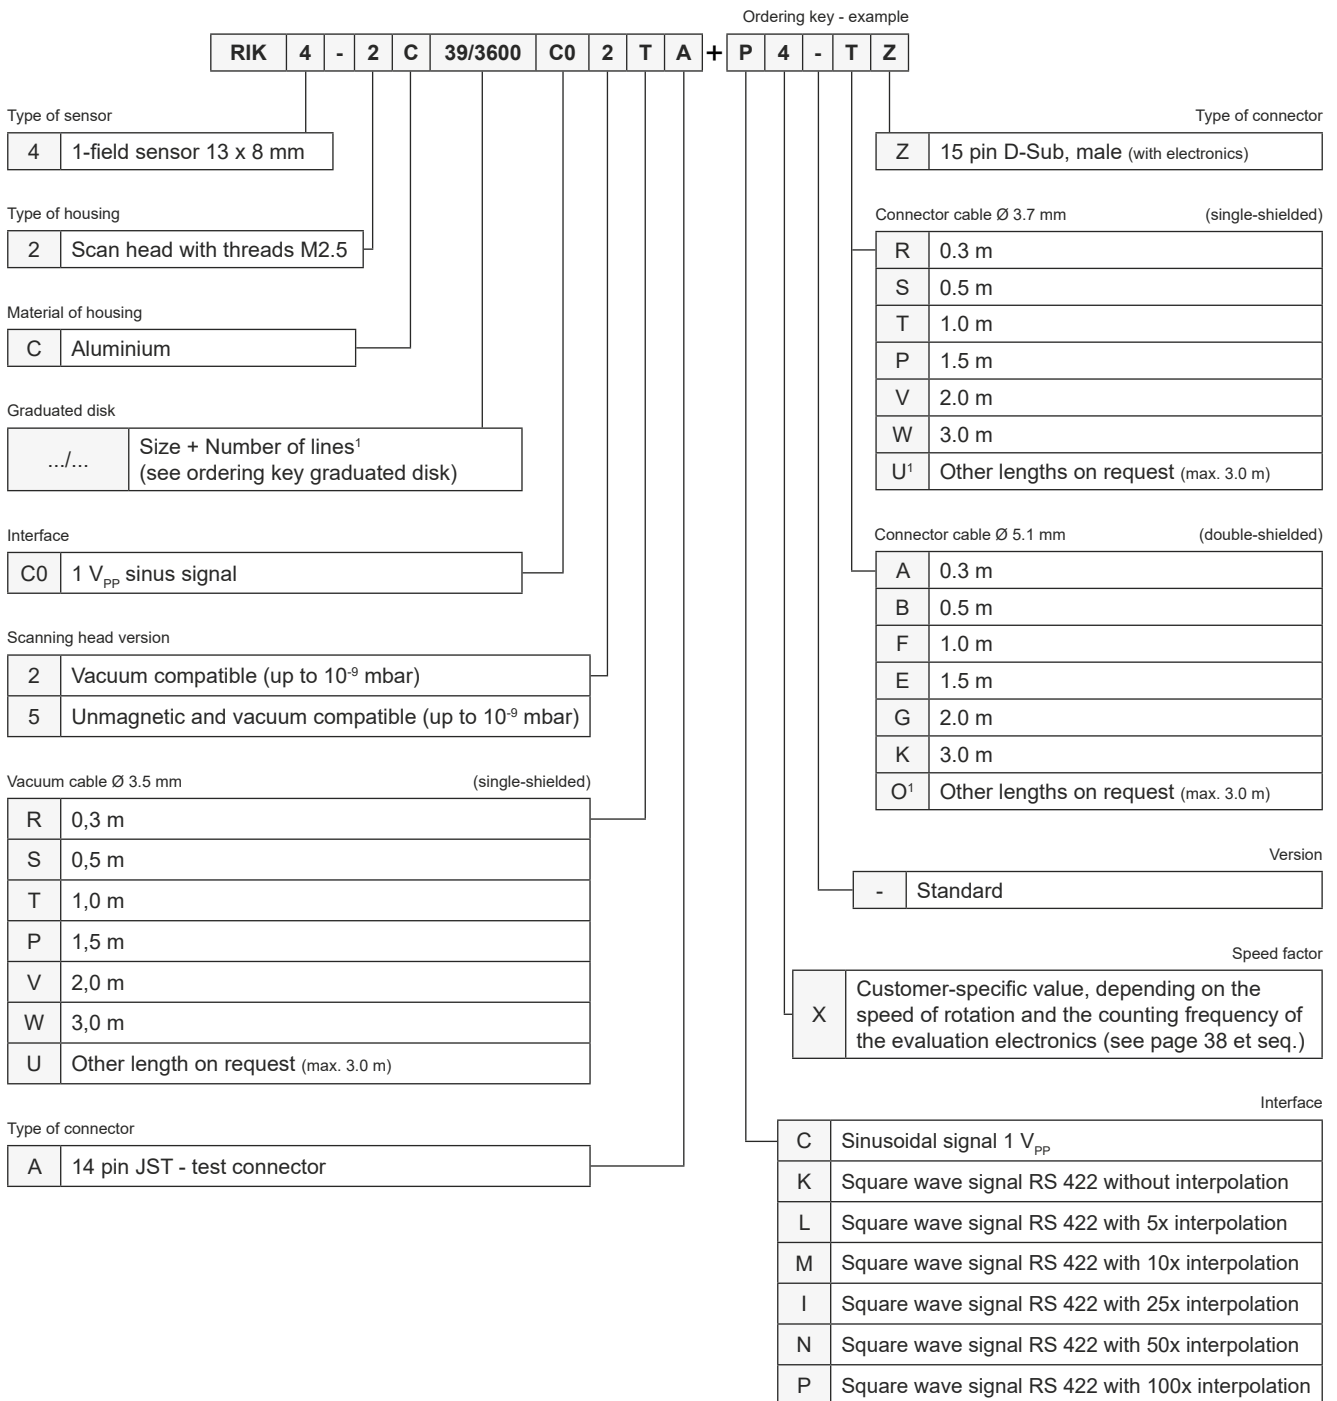 Ordering key - example
RIK 4 - 2 C 39/3600 C0 2 T A + P 4 - T Z
Type of sensor
4 1-field sensor 13 x 8 mm
Type of housing
2 Scan head with threads M2.5
Material of housing
C Aluminium
Graduated disk
.../... Size + Number of lines¹
(see ordering key graduated disk)
Interface
C0 1 Vpp sinus signal
Scanning head version
2 Vacuum compatible (up to 10⁻⁹ mbar)
5 Unmagnetic and vacuum compatible (up to 10⁻⁹ mbar)
Vacuum cable Ø 3.5 mm (single-shielded)
R 0,3 m
S 0,5 m
T 1,0 m
P 1,5 m
V 2,0 m
W 3,0 m
U Other length on request (max. 3.0 m)
Type of connector
A 14 pin JST - test connector
Type of connector
Z 15 pin D-Sub, male (with electronics)
Connector cable Ø 3.7 mm (single-shielded)
R 0.3 m
S 0.5 m
T 1.0 m
P 1.5 m
V 2.0 m
W 3.0 m
U¹ Other lengths on request (max. 3.0 m)
Connector cable Ø 5.1 mm (double-shielded)
A 0.3 m
B 0.5 m
F 1.0 m
E 1.5 m
G 2.0 m
K 3.0 m
O¹ Other lengths on request (max. 3.0 m)
Version
- Standard
Speed factor
X Customer-specific value, depending on the
speed of rotation and the counting frequency of
the evaluation electronics (see page 38 et seq.)
Interface
C Sinusoidal signal 1 VPP
K Square wave signal RS 422 without interpolation
L Square wave signal RS 422 with 5x interpolation
M Square wave signal RS 422 with 10x interpolation
I Square wave signal RS 422 with 25x interpolation
N Square wave signal RS 422 with 50x interpolation
P Square wave signal RS 422 with 100x interpolation